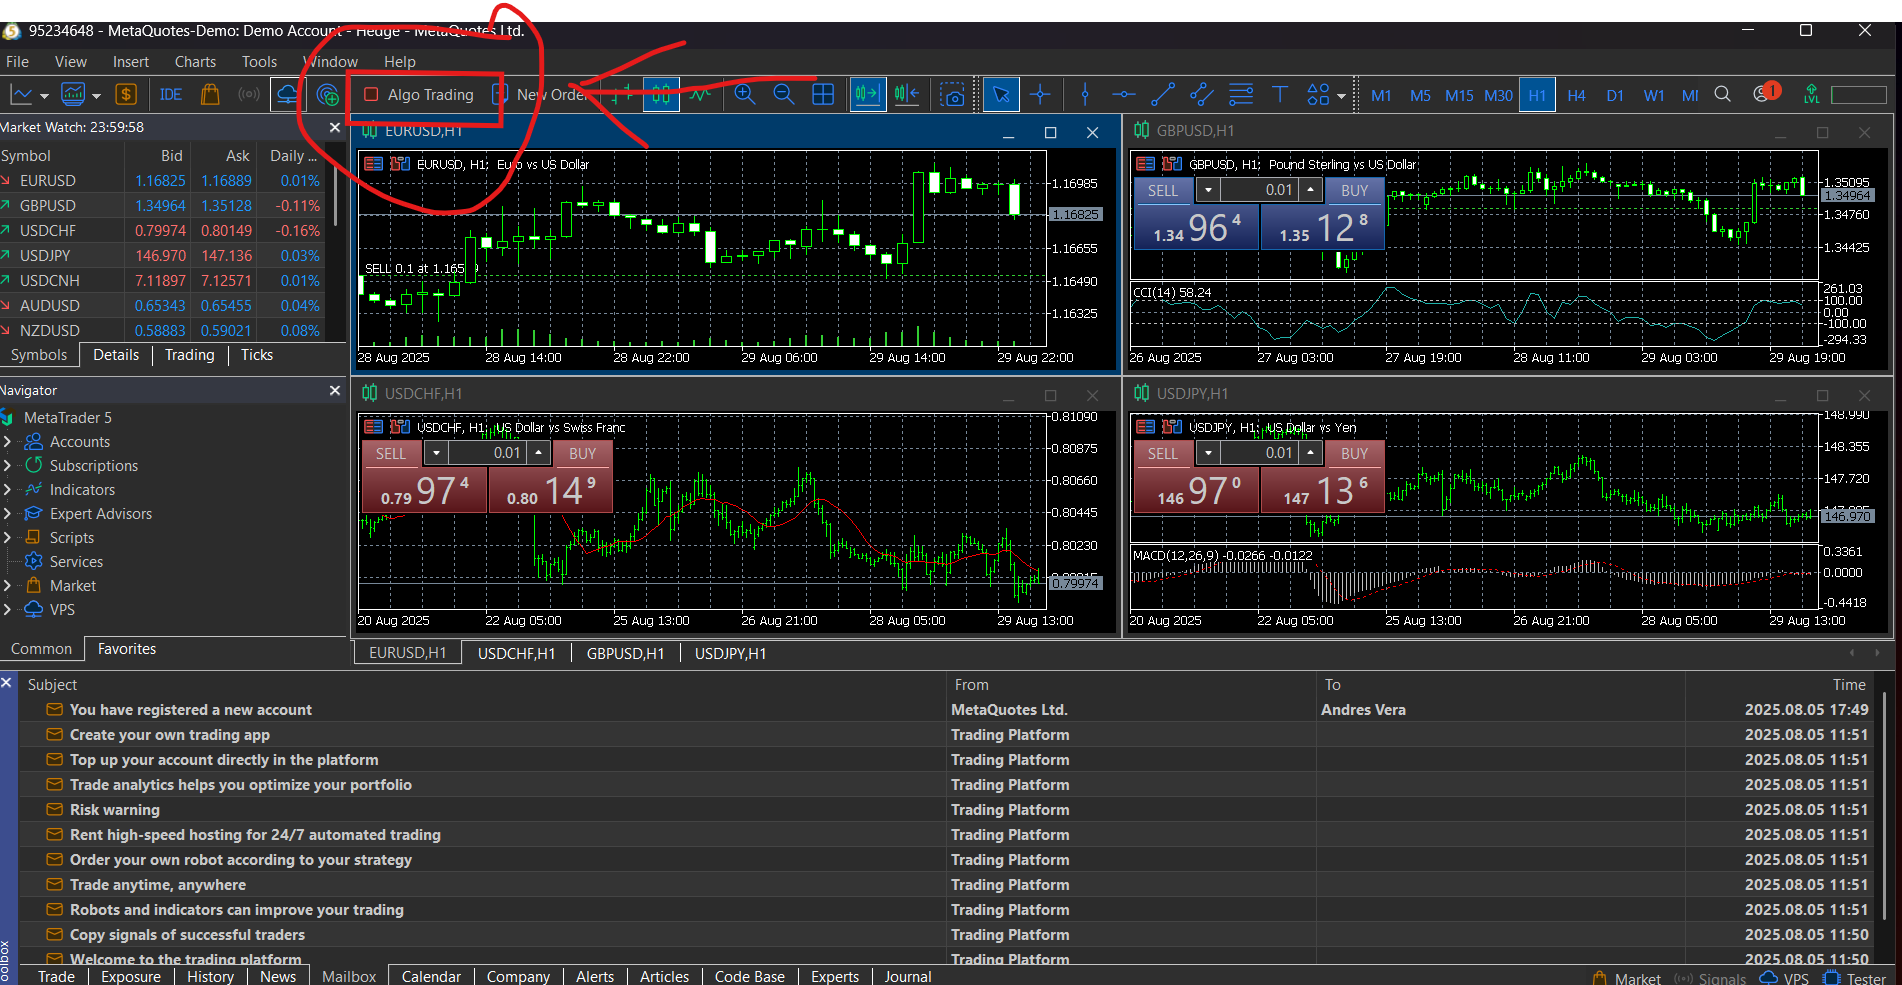 95234648 - MetaQuotes-Demo: Demo Account - Hedge - MetaQuotes Ltd.
File View Insert Charts Tools Window Help
IDE Algo Trading New Order M1 M5 M15 M30 H1 H4 D1 W1 1 LVL
Market Watch: 23:59:58
Symbol Bid Ask Daily ...
EURUSD 1.16825 1.16889 0.01%
GBPUSD 1.34964 1.35128 -0.11%
USDCHF 0.79974 0.80149 -0.16%
USDJPY 146.970 147.136 0.03%
USDCNH 7.11897 7.12571 0.01%
AUDUSD 0.65343 0.65455 0.04%
NZDUSD 0.58883 0.59021 0.08%
Symbols Details Trading Ticks
Navigator
MetaTrader 5
Accounts
Subscriptions
Indicators
Expert Advisors
Scripts
Services
Market
VPS
Common Favorites
EURUSD,H1
EURUSD, H1: Euro vs US Dollar
SELL 0.1 at
1.16985
1.16825
1.16655
1.16490
1.16325
28 Aug 2025 28 Aug 14:00 28 Aug 22:00 29 Aug 06:00 29 Aug 14:00 29 Aug 22:00
GBPUSD,H1
GBPUSD, H1: Pound Sterling vs US Dollar
SELL 0.01 BUY
1.34 96 4 1.35 12 8
1.35095
1.34964
1.34760
1.34425
CCI(14) 58.24
261.03
100.00
0.00
-100.00
-294.33
26 Aug 2025 27 Aug 03:00 27 Aug 19:00 28 Aug 11:00 29 Aug 03:00 29 Aug 19:00
USDCHF,H1
USDCHF, H1: US Dollar vs Swiss Franc
SELL 0.01 BUY
0.79 97 4 0.80 14 9
0.81090
0.80875
0.80660
0.80445
0.80230
0.79974
20 Aug 2025 22 Aug 05:00 25 Aug 13:00 26 Aug 21:00 28 Aug 05:00 29 Aug 13:00
USDJPY,H1
USDJPY, H1: US Dollar vs Yen
SELL 0.01 BUY
146 97 0 147 13 6
148.990
148.355
147.720
146.970
MACD(12,26,9) -0.0266 -0.0122
0.3361
0.0000
-0.4418
20 Aug 2025 22 Aug 05:00 25 Aug 13:00 26 Aug 21:00 28 Aug 05:00 29 Aug 13:00
EURUSD,H1 USDCHF,H1 GBPUSD,H1 USDJPY,H1
Subject From To Time
You have registered a new account MetaQuotes Ltd. Andres Vera 2025.08.05 17:49
Create your own trading app Trading Platform 2025.08.05 11:51
Top up your account directly in the platform Trading Platform 2025.08.05 11:51
Trade analytics helps you optimize your portfolio Trading Platform 2025.08.05 11:51
Risk warning Trading Platform 2025.08.05 11:51
Rent high-speed hosting for 24/7 automated trading Trading Platform 2025.08.05 11:51
Order your own robot according to your strategy Trading Platform 2025.08.05 11:51
Trade anytime, anywhere Trading Platform 2025.08.05 11:51
Robots and indicators can improve your trading Trading Platform 2025.08.05 11:51
Copy signals of successful traders Trading Platform 2025.08.05 11:50
Welcome to the trading platform Trading Platform 2025.08.05 11:50
Trade Exposure History News Mailbox Calendar Company Alerts Articles Code Base Experts Journal
Market Signals VPS Tester